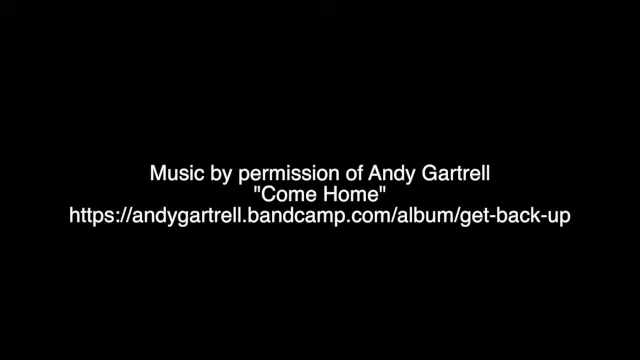 Music by permission of Andy Gartrell
"Come Home"
https://andygartrell.bandcamp.com/album/get-back-up